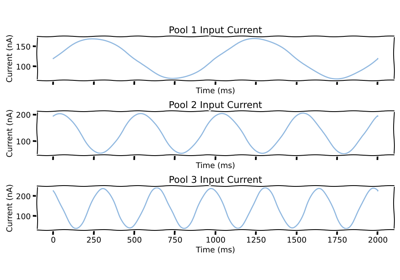 Pool 1 Input Current
Current (nA)
150
100
Time (ms)
Pool 2 Input Current
Current (nA)
200
100
Time (ms)
Pool 3 Input Current
Current (nA)
200
100
0 250 500 750 1000 1250 1500 1750 2000
Time (ms)